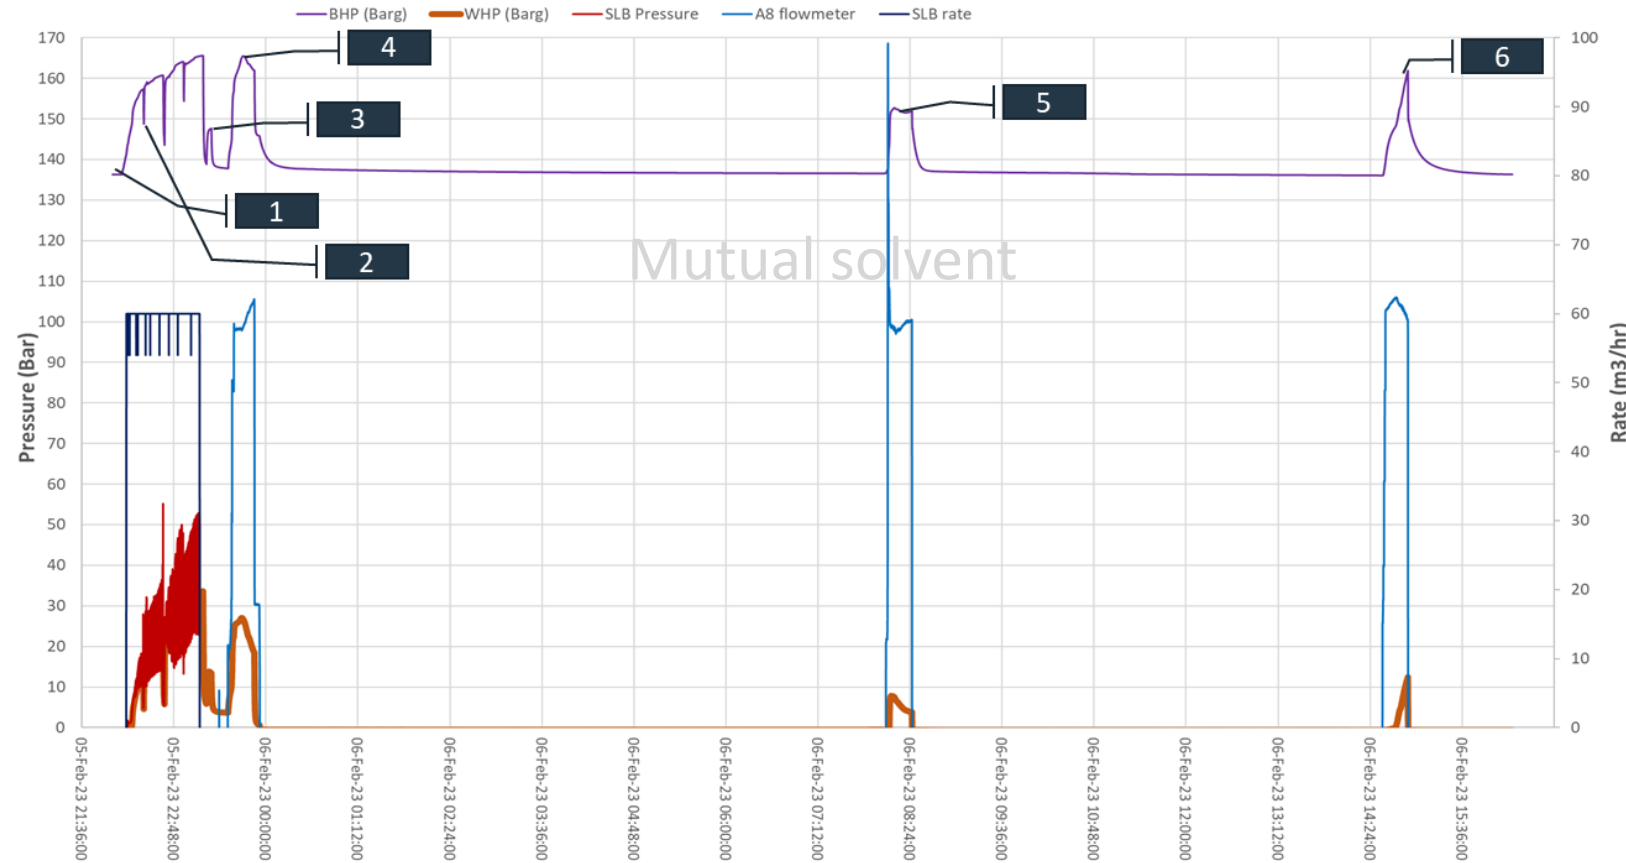 BHP (Barg) WHP (Barg) SLB Pressure A8 flowmeter SLB rate
170
160
150
140
130
120
110
100
90
80
70
60
50
40
30
20
10
0
Pressure (Bar)
4
3
1
2
5
6
Mutual solvent
100
90
80
70
60
50
40
30
20
10
0
Rate (m3/hr)
05-Feb-23 21:36:00
05-Feb-23 22:48:00
06-Feb-23 00:00:00
06-Feb-23 01:12:00
06-Feb-23 02:24:00
06-Feb-23 03:36:00
06-Feb-23 04:48:00
06-Feb-23 06:00:00
06-Feb-23 07:12:00
06-Feb-23 08:24:00
06-Feb-23 09:36:00
06-Feb-23 10:48:00
06-Feb-23 12:00:00
06-Feb-23 13:12:00
06-Feb-23 14:24:00
06-Feb-23 15:36:00